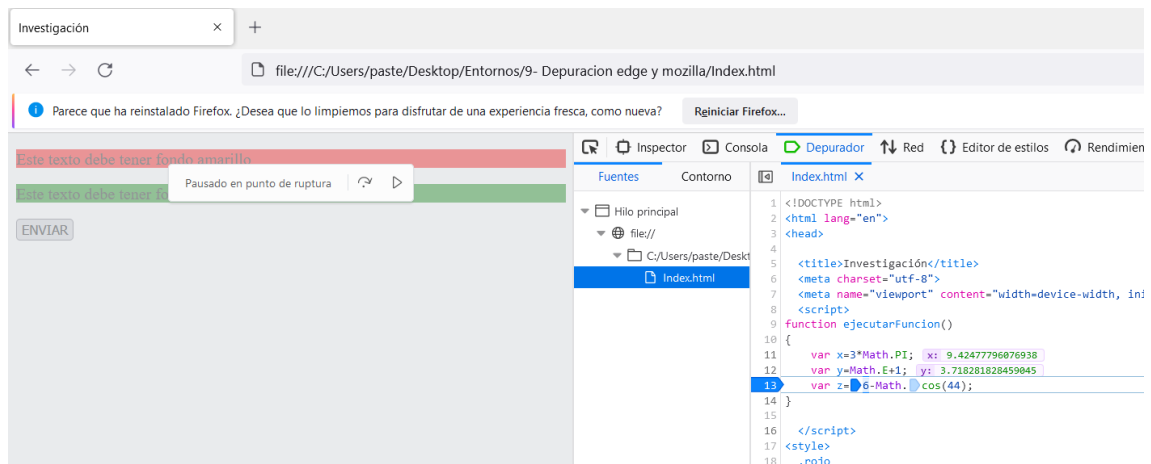 Investigación
file:///C:/Users/paste/Desktop/Entornos/9- Depuracion edge y mozilla/Index.html
Parece que ha reinstalado Firefox. ¿Desea que lo limpiemos para disfrutar de una experiencia fresca, como nueva? Reiniciar Firefox...
Este texto debe tener fondo amarillo
Este texto debe tener fo
Pausado en punto de ruptura
ENVIAR
Inspector Consola Depurador Red {} Editor de estilos Rendimien
Fuentes Contorno Index.html
Hilo principal
file://
C:/Users/paste/Deskt
Index.html
1 <!DOCTYPE html>
2 <html lang="en">
3 <head>
4
5 <title>Investigación</title>
6 <meta charset="utf-8">
7 <meta name="viewport" content="width=device-width, ini
8 <script>
9 function ejecutarFuncion()
10 {
11 var x=3*Math.PI; x: 9.42477796076938
12 var y=Math.E+1; y: 3.718281828459045
13 var z=6-Math.cos(44);
14 }
15
16 </script>
17 <style>
18 .rojo